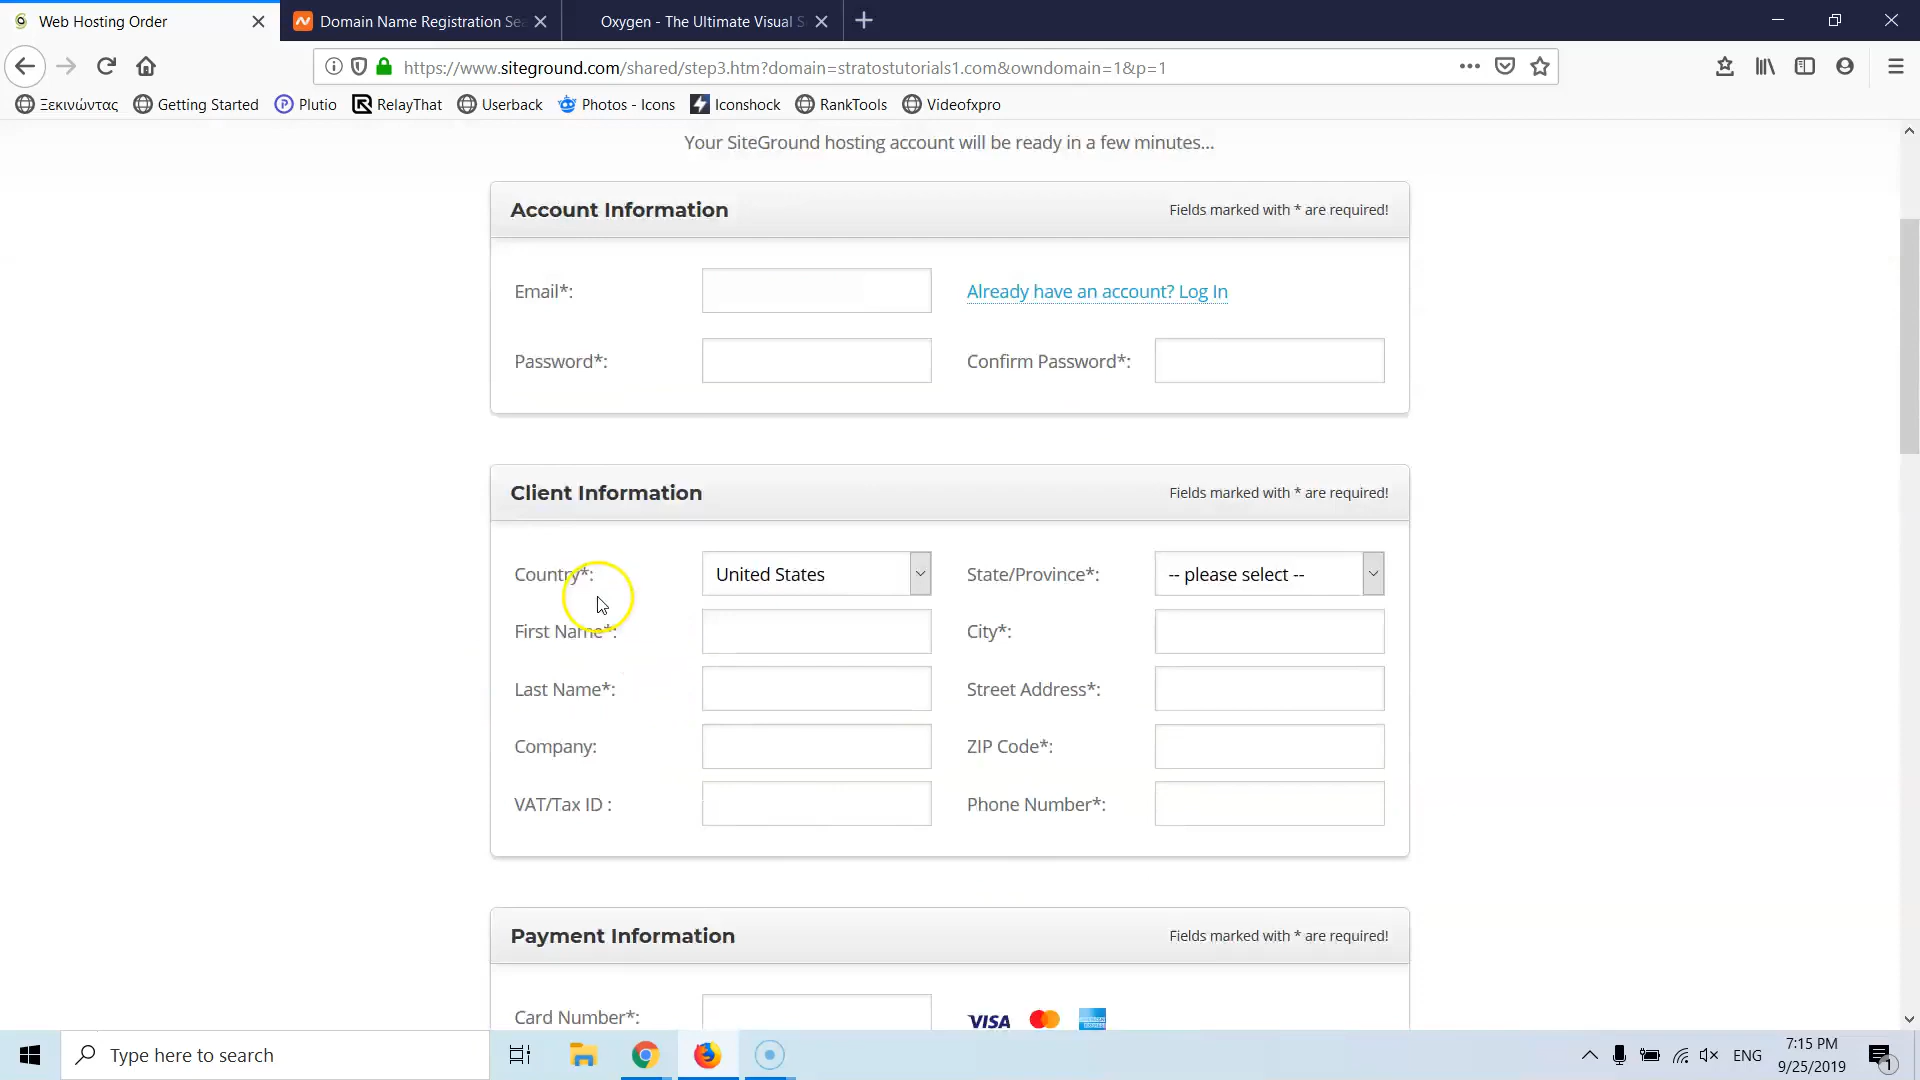 Web Hosting Order
Domain Name Registration Sea
Oxygen - The Ultimate Visual S
https://www.siteground.com/shared/step3.htm?domain=stratostutorials1.com&owndomain=1&p=1
Ξεκινώντας
Getting Started
Plutio
RelayThat
Userback
Photos - Icons
Iconshock
RankTools
Videofxpro
Your SiteGround hosting account will be ready in a few minutes...
Account Information
Fields marked with * are required!
Email*:
Already have an account? Log In
Password*:
Confirm Password*:
Client Information
Fields marked with * are required!
Country*:
United States
State/Province*:
-- please select --
First Name*:
City*:
Last Name*:
Street Address*:
Company:
ZIP Code*:
VAT/Tax ID :
Phone Number*:
Payment Information
Fields marked with * are required!
Card Number*:
VISA
Type here to search
ENG
7:15 PM
9/25/2019
1